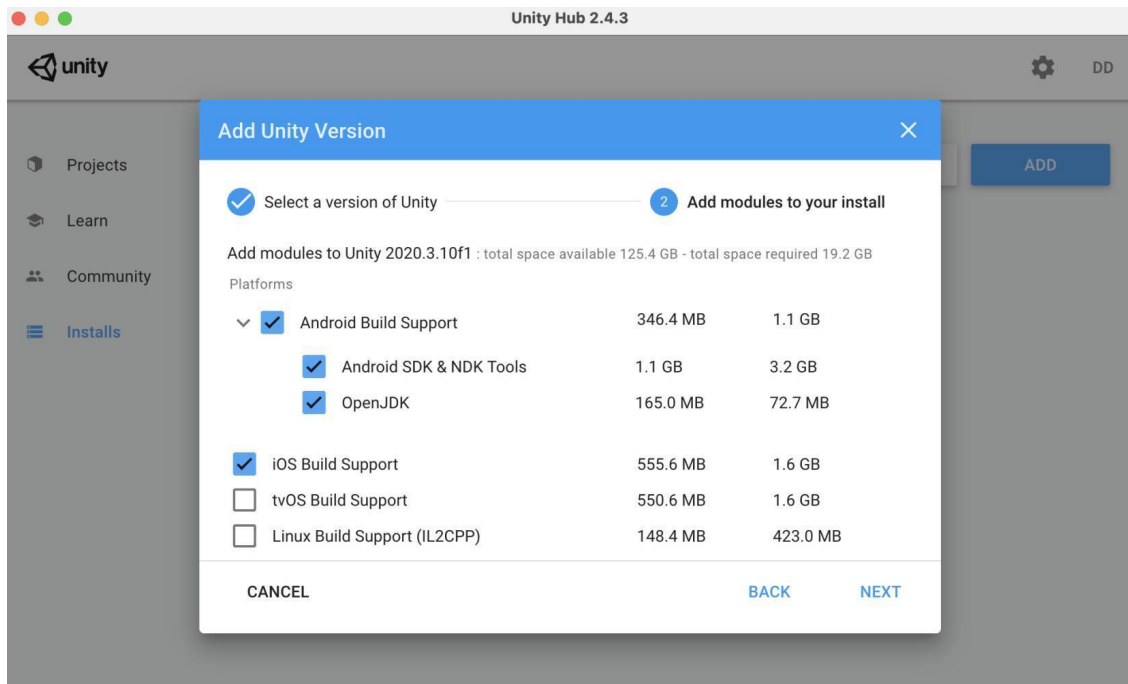 Unity Hub 2.4.3
unity
DD
Projects
Learn
Community
Installs
ADD
Add Unity Version
Select a version of Unity
2 Add modules to your install
Add modules to Unity 2020.3.10f1 : total space available 125.4 GB - total space required 19.2 GB
Platforms
Android Build Support 346.4 MB 1.1 GB
Android SDK & NDK Tools 1.1 GB 3.2 GB
OpenJDK 165.0 MB 72.7 MB
iOS Build Support 555.6 MB 1.6 GB
tvOS Build Support 550.6 MB 1.6 GB
Linux Build Support (IL2CPP) 148.4 MB 423.0 MB
CANCEL BACK NEXT